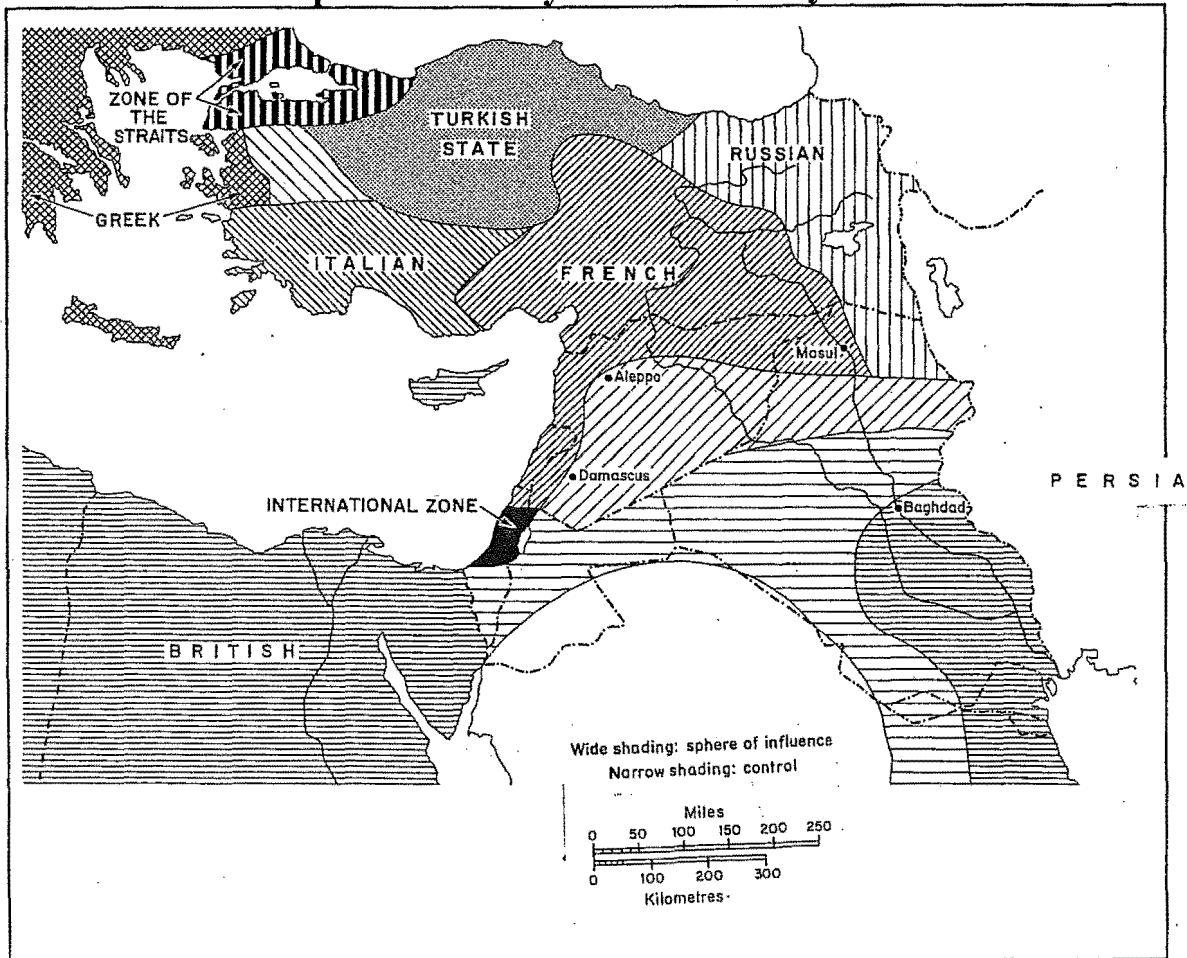 ZONE OF
THE
STRAITS
TURKISH
STATE
RUSSIAN
GREEK
ITALIAN
FRENCH
Mosul
Aleppo
Damascus
INTERNATIONAL ZONE
PERSIA
Baghdad
BRITISH
Wide shading: sphere of influence
Narrow shading: control
Miles
0 50 100 150 200 250
0 100 200 300
Kilometres